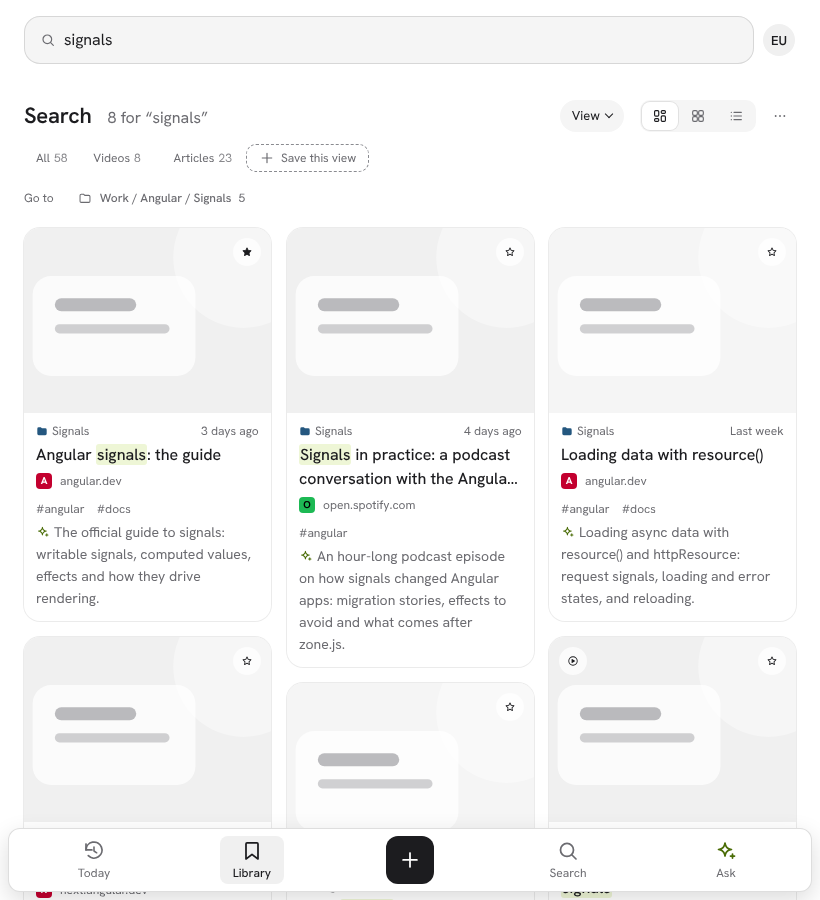 signals
EU
Search 8 for “signals”
View
All 58 Videos 8 Articles 23 Save this view
Go to Work / Angular / Signals 5
Signals 3 days ago
Angular signals: the guide
A angular.dev
#angular #docs
The official guide to signals:
writable signals, computed values,
effects and how they drive
rendering.
Signals 4 days ago
Signals in practice: a podcast
conversation with the Angula...
O open.spotify.com
#angular
An hour-long podcast episode
on how signals changed Angular
apps: migration stories, effects to
avoid and what comes after
zone.js.
Signals Last week
Loading data with resource()
A angular.dev
#angular #docs
Loading async data with
resource() and httpResource:
request signals, loading and error
states, and reloading.
Today
Library
Search
Ask